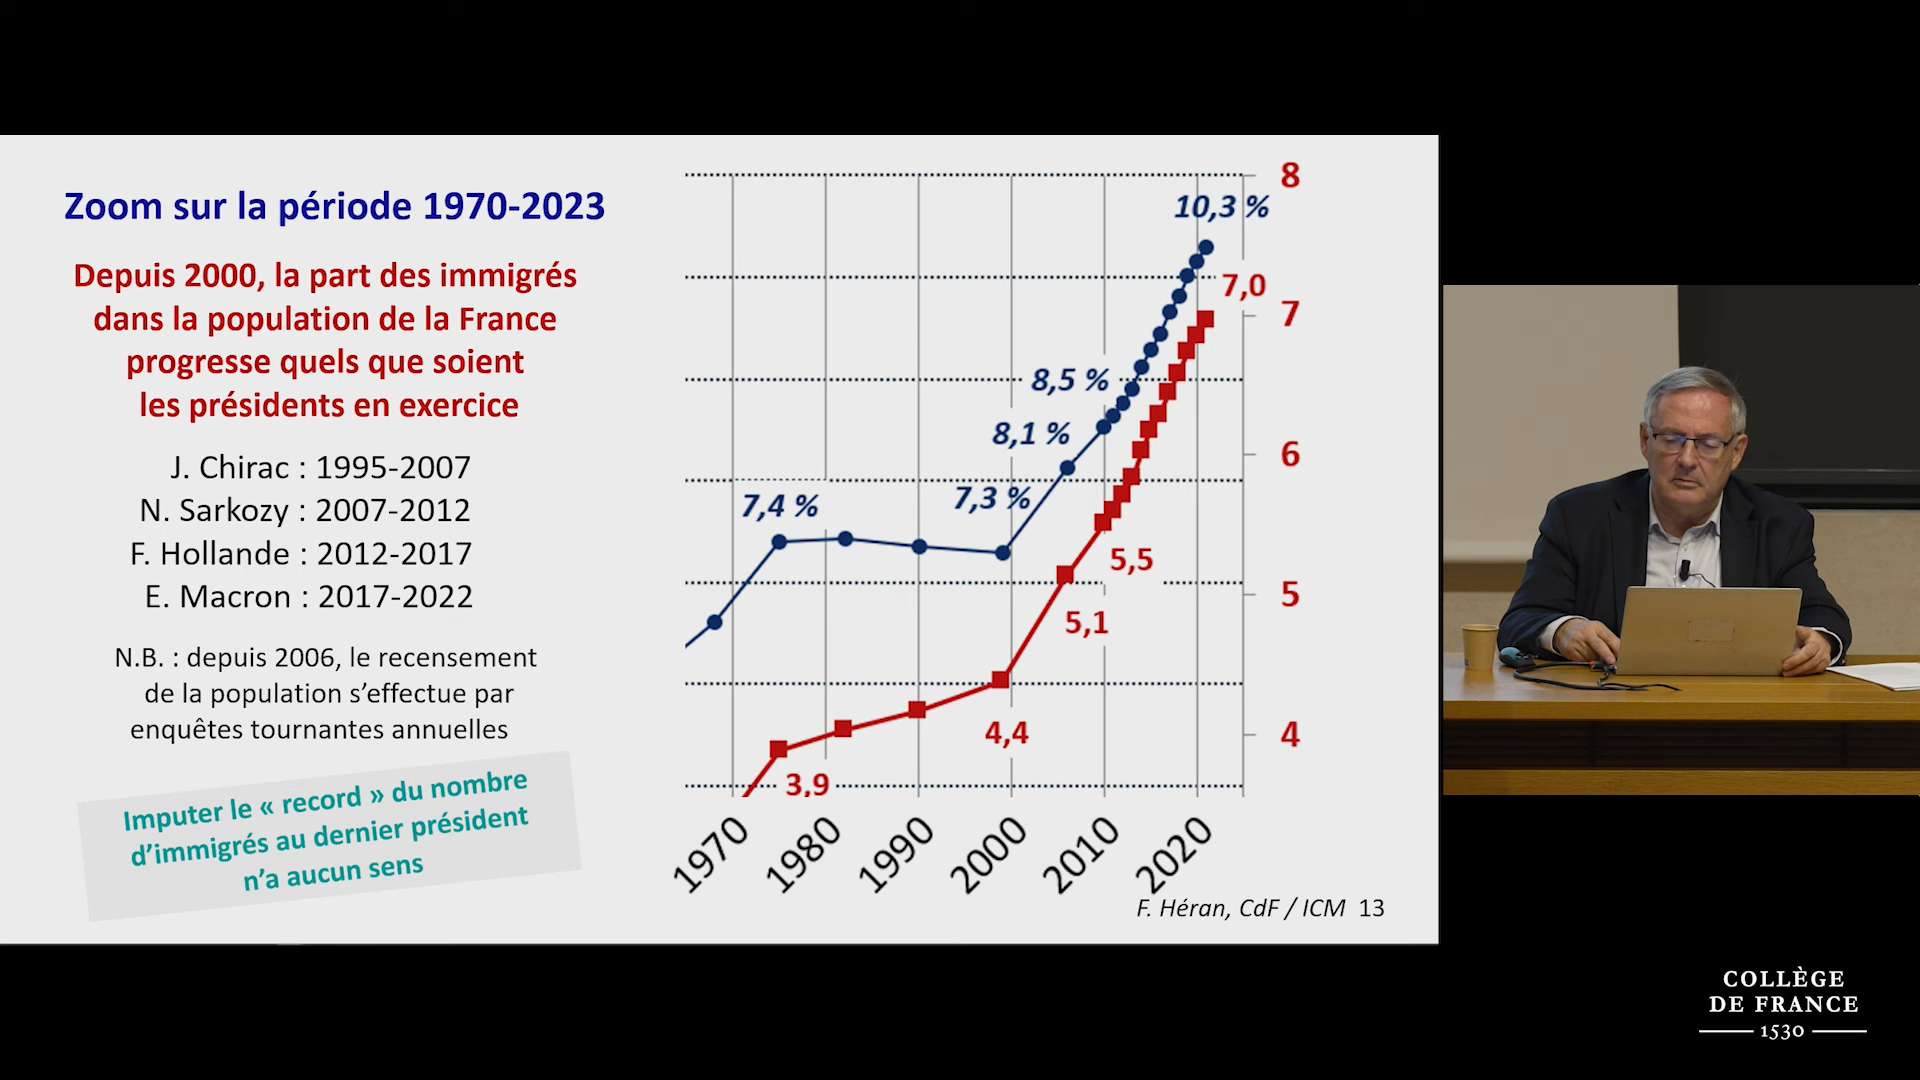 Zoom sur la période 1970-2023
Depuis 2000, la part des immigrés
dans la population de la France
progresse quels que soient
les présidents en exercice
J. Chirac : 1995-2007
N. Sarkozy : 2007-2012
F. Hollande : 2012-2017
E. Macron : 2017-2022
N.B. : depuis 2006, le recensement
de la population s’effectue par
enquêtes tournantes annuelles
Imputer le « record » du nombre
d’immigrés au dernier président
n’a aucun sens
8
10,3 %
7,0
7
8,5 %
8,1 %
6
7,4 %
7,3 %
5,5
5
5,1
4,4
4
3,9
1970
1980
1990
2000
2010
2020
F. Héran, CdF / ICM 13
COLLÈGE
DE FRANCE
1530